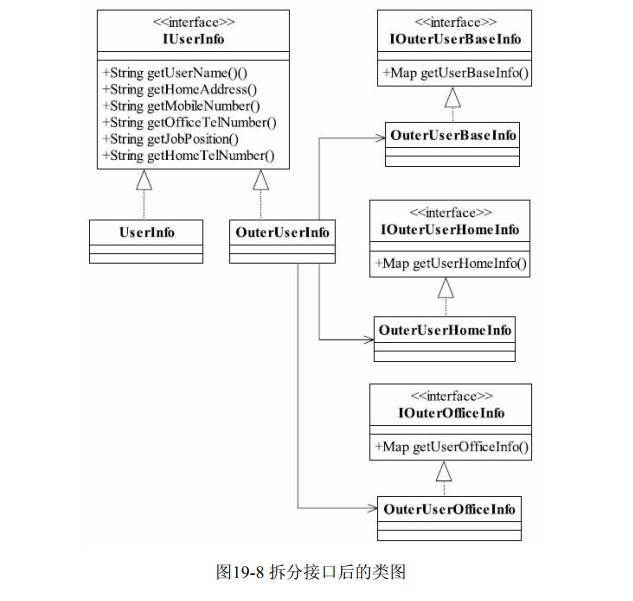 <<interface>>
IUserInfo
+String getUserName()()
+String getHomeAddress()
+String getMobileNumber()
+String getOfficeTelNumber()
+String getJobPosition()
+String getHomeTelNumber()
UserInfo
OuterUserInfo
<<interface>>
IOuterUserBaseInfo
+Map getUserBaseInfo()
OuterUserBaseInfo
<<interface>>
IOuterUserHomeInfo
+Map getUserHomeInfo()
OuterUserHomeInfo
<<interface>>
IOuterOfficeInfo
+Map getUserOfficeInfo()
OuterUserOfficeInfo
图19-8 拆分接口后的类图